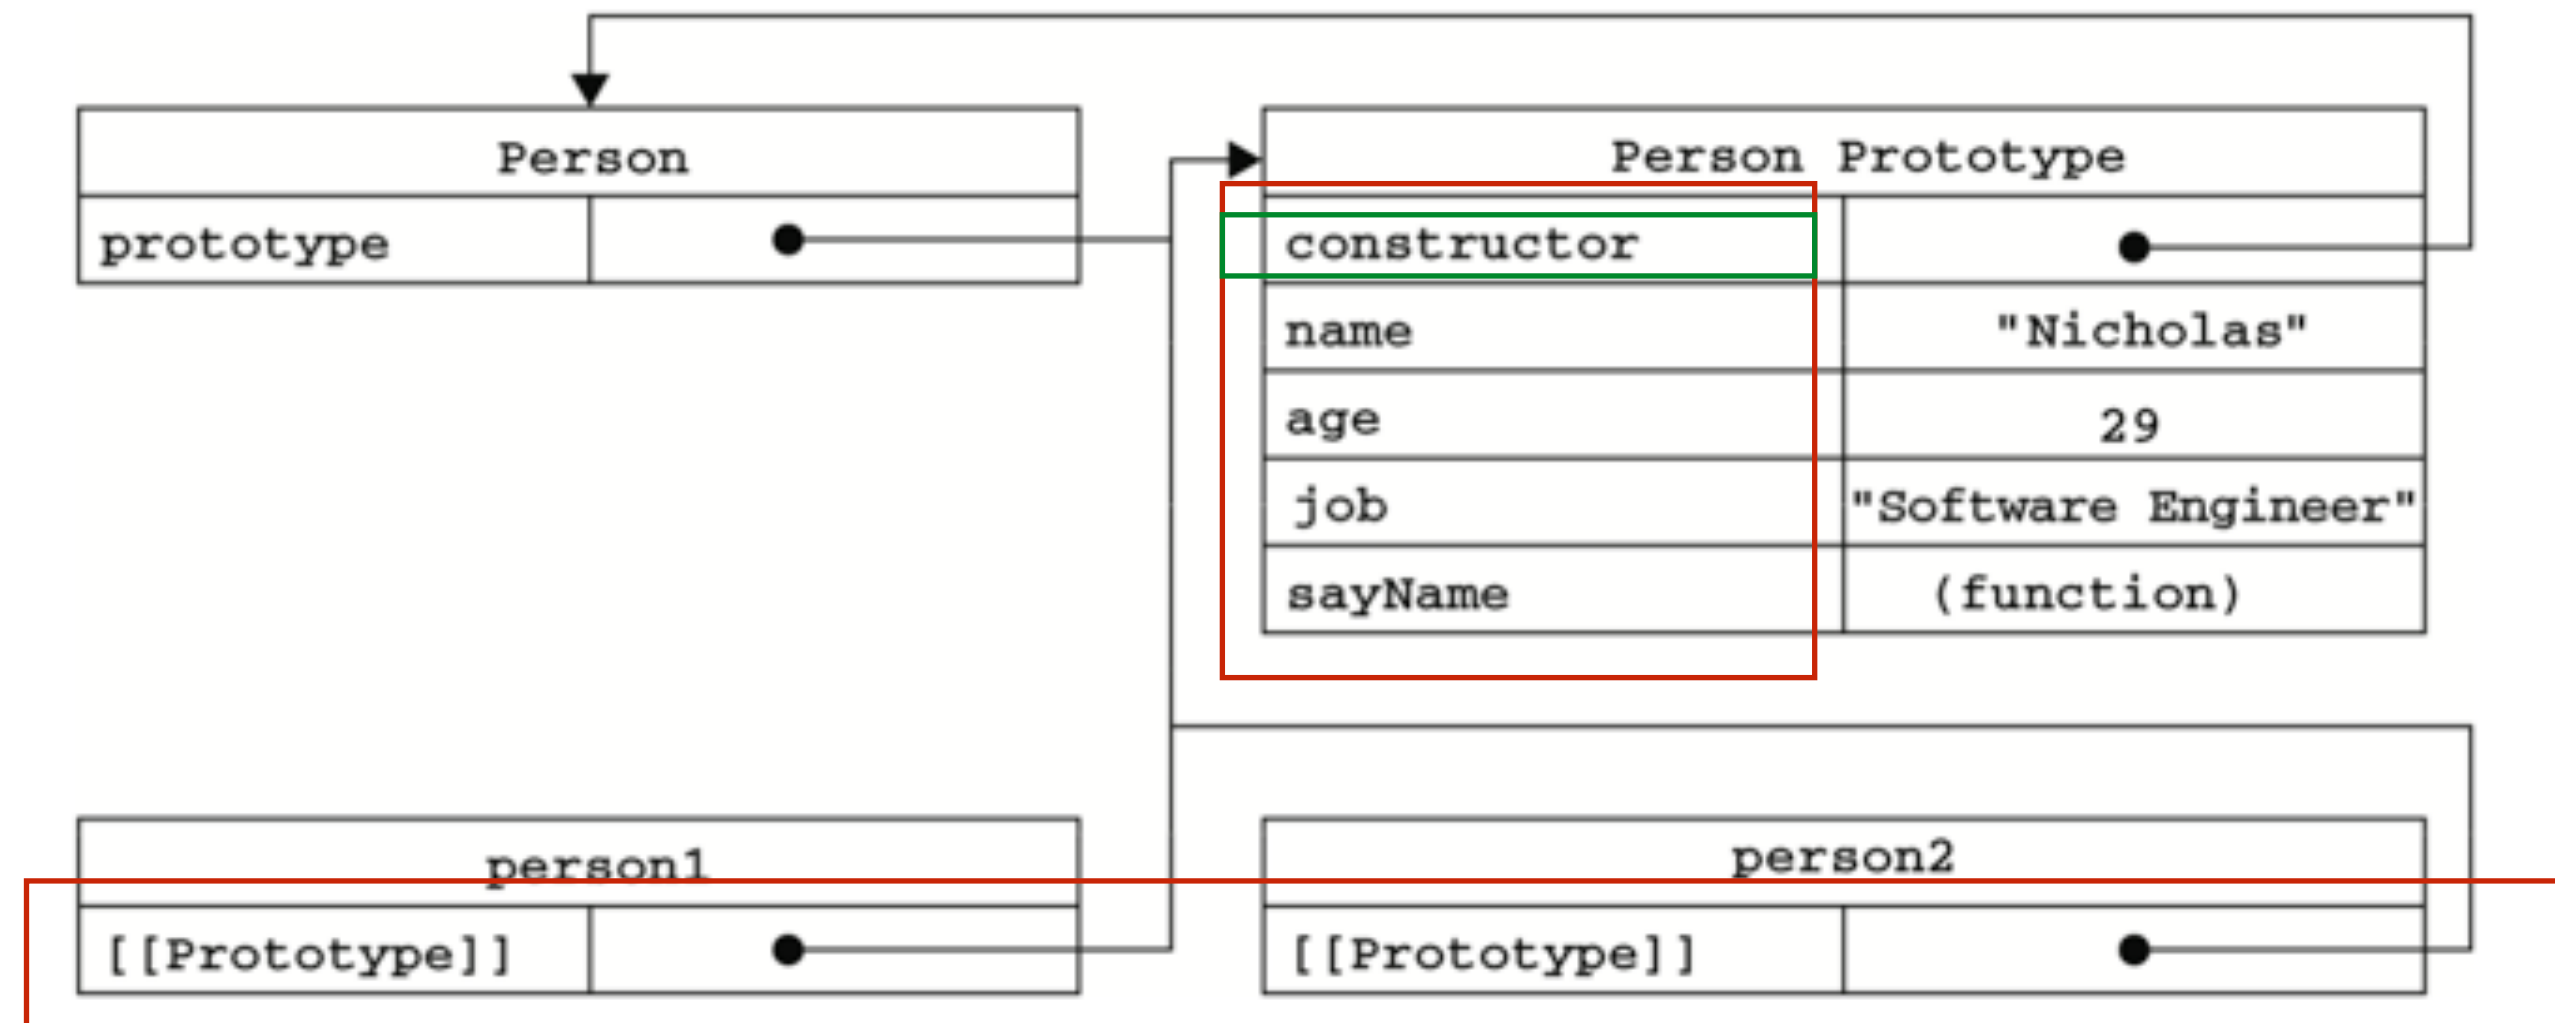 Person
prototype
Person Prototype
constructor
name "Nicholas"
age 29
job "Software Engineer"
sayName (function)
person1
[[Prototype]]
person2
[[Prototype]]